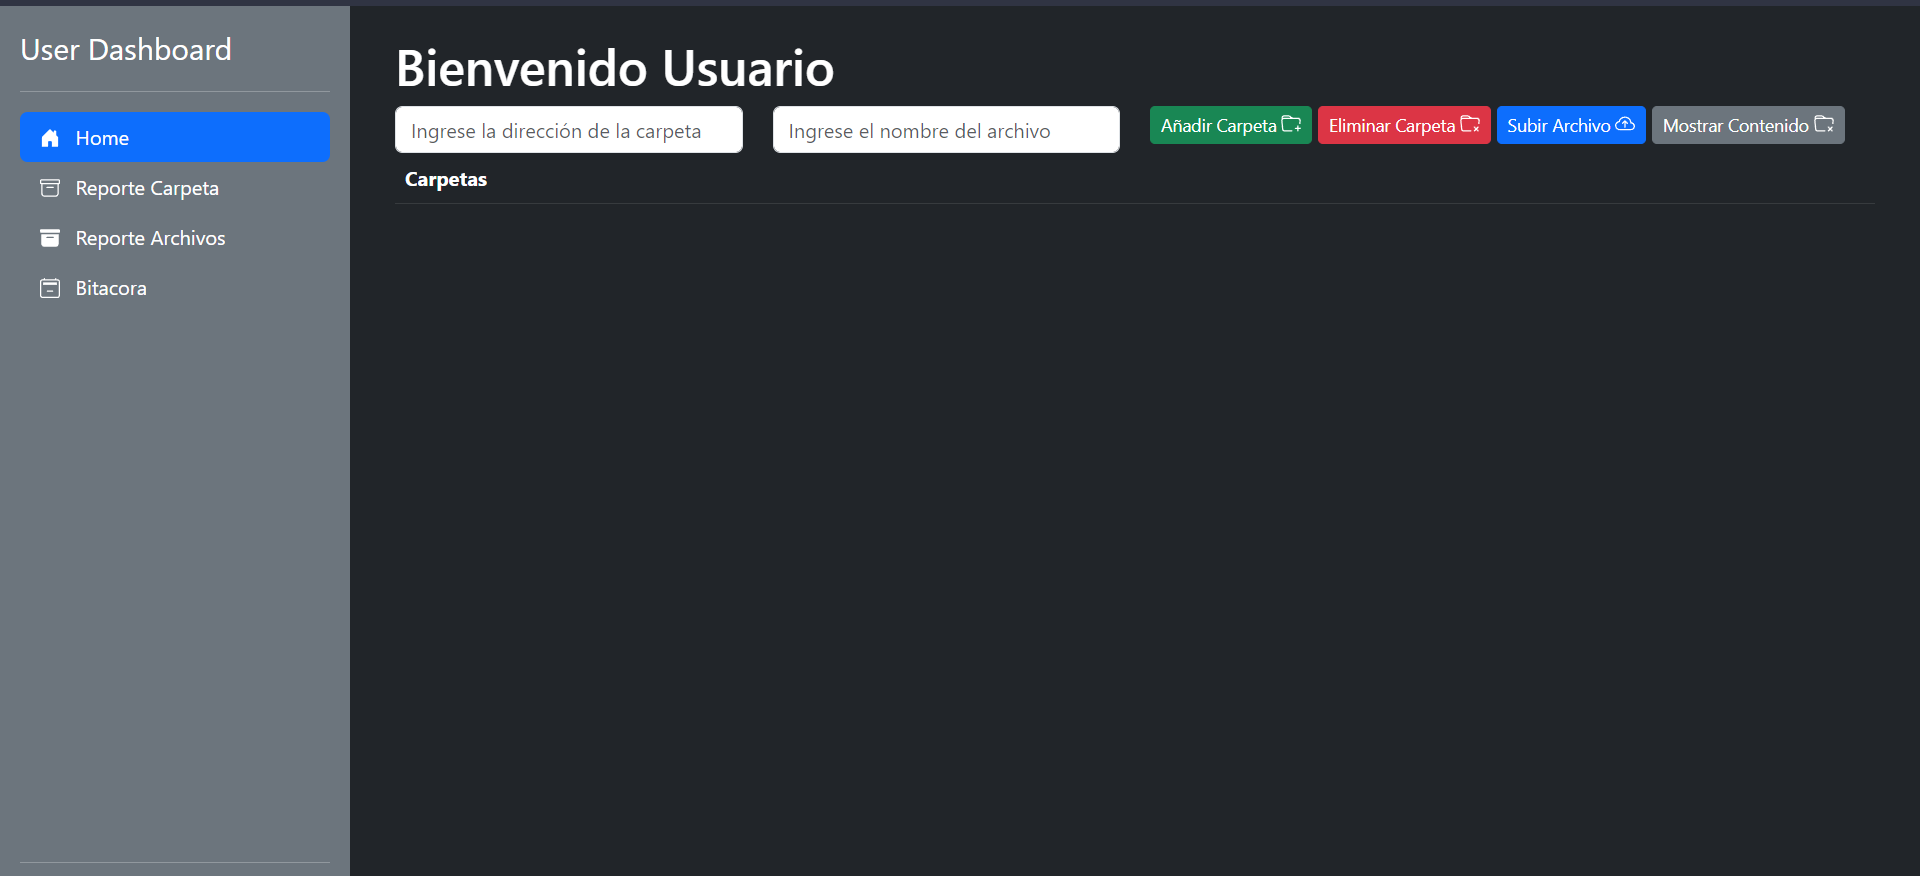 User Dashboard
Home
Reporte Carpeta
Reporte Archivos
Bitacora
Bienvenido Usuario
Ingrese la dirección de la carpeta
Ingrese el nombre del archivo
Añadir Carpeta
Eliminar Carpeta
Subir Archivo
Mostrar Contenido
Carpetas